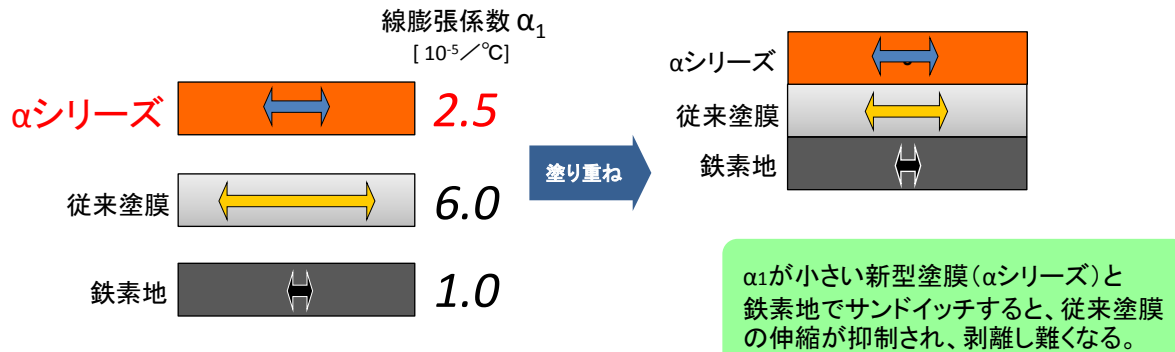 線膨張係数 α1
[ 10-5／℃]
αシリーズ
2.5
従来塗膜
6.0
鉄素地
1.0
塗り重ね
αシリーズ
従来塗膜
鉄素地
α1が小さい新型塗膜（αシリーズ）と
鉄素地でサンドイッチすると、従来塗膜
の伸縮が抑制され、剥離し難くなる。